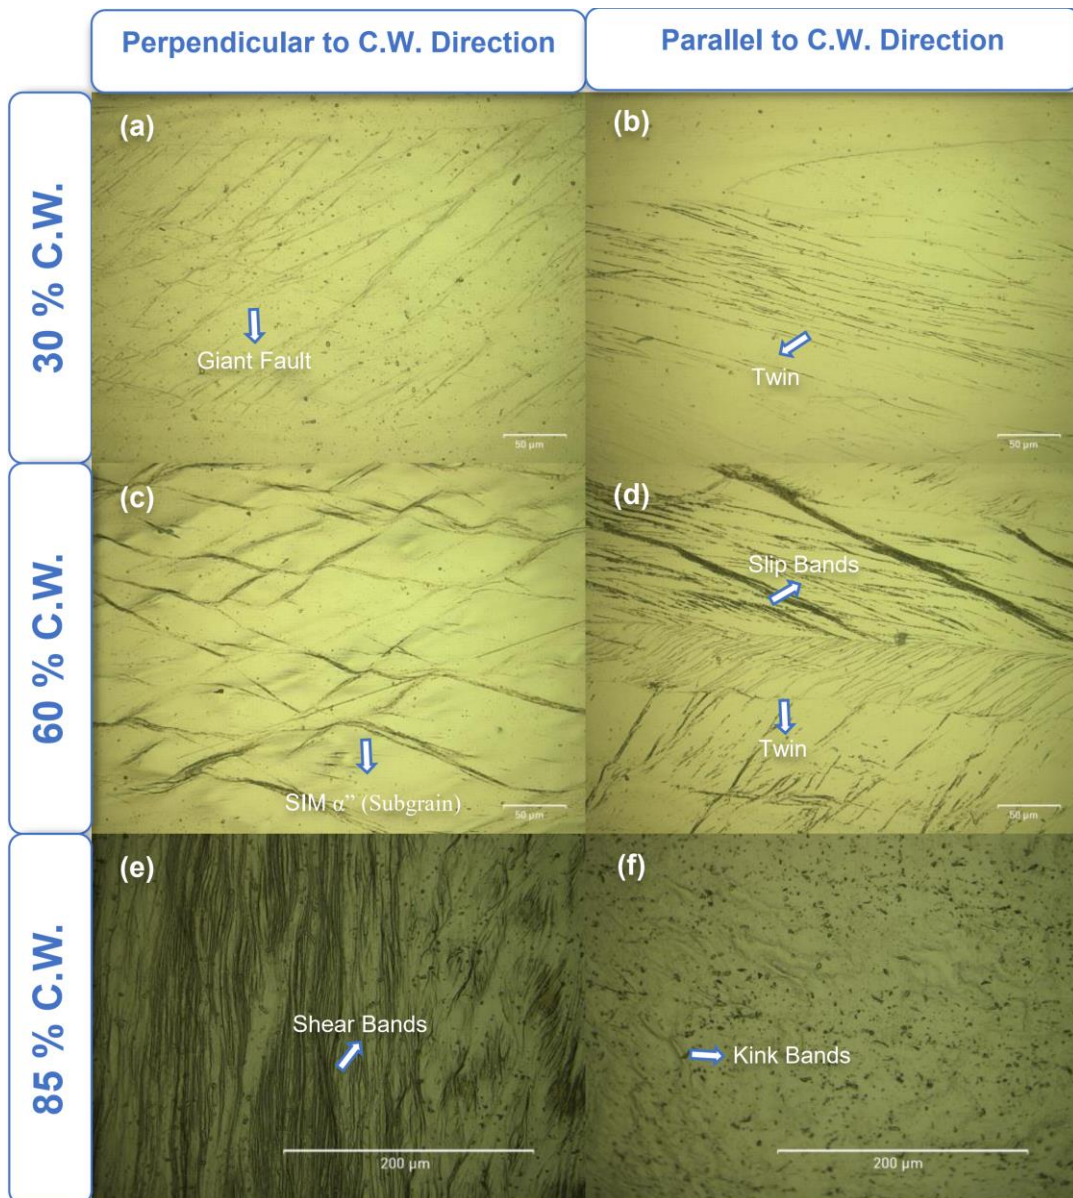 Perpendicular to C.W. Direction
Parallel to C.W. Direction
30 % C.W.
(a)
Giant Fault
50 µm
(b)
Twin
50 µm
60 % C.W.
(c)
SIM α” (Subgrain)
50 µm
(d)
Slip Bands
Twin
50 µm
85 % C.W.
(e)
Shear Bands
200 µm
(f)
Kink Bands
200 µm